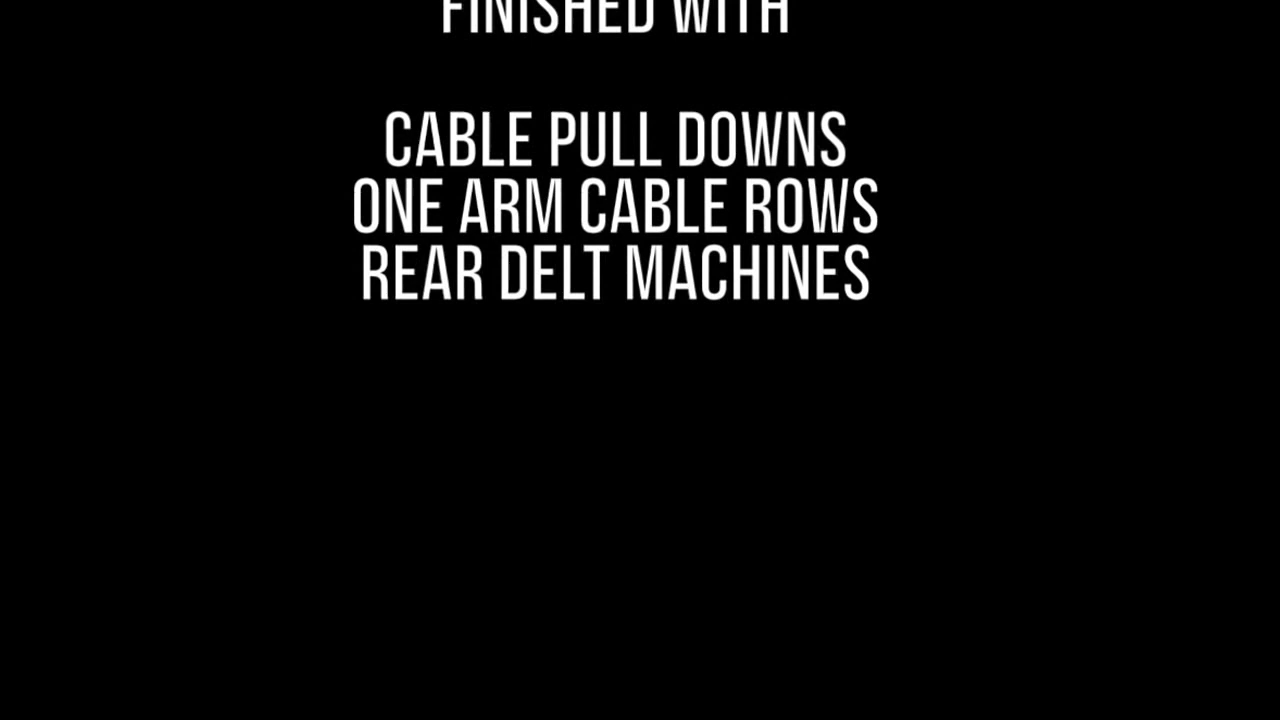 FINISHED WITH
CABLE PULL DOWNS
ONE ARM CABLE ROWS
REAR DELT MACHINES